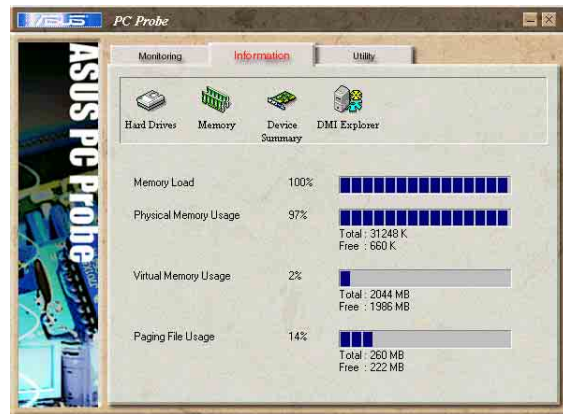 ASUS PC Probe
ASUS PC Probe
Monitoring Information Utility
Hard Drives Memory Device Summary DMI Explorer
Memory Load 100%
Physical Memory Usage 97%
Total : 31248 K
Free : 660 K
Virtual Memory Usage 2%
Total : 2044 MB
Free : 1986 MB
Paging File Usage 14%
Total : 260 MB
Free : 222 MB